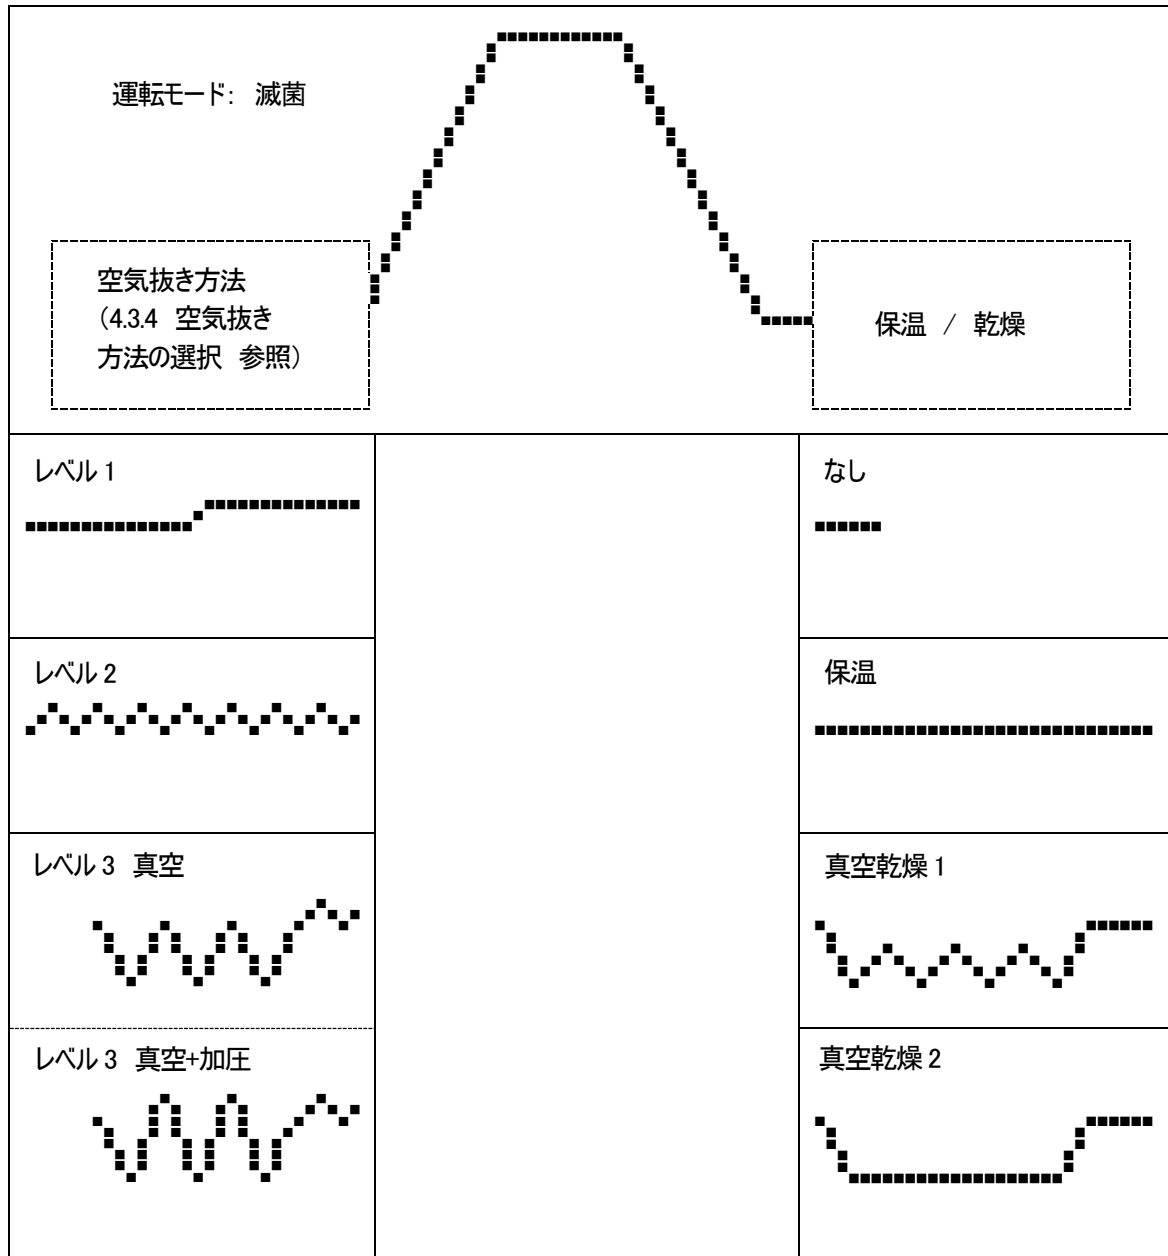 運転モード: 滅菌
空気抜き方法
(4.3.4 空気抜き
方法の選択 参照)
保温 / 乾燥
レベル 1
なし
レベル 2
保温
レベル 3 真空
真空乾燥 1
レベル 3 真空+加圧
真空乾燥 2